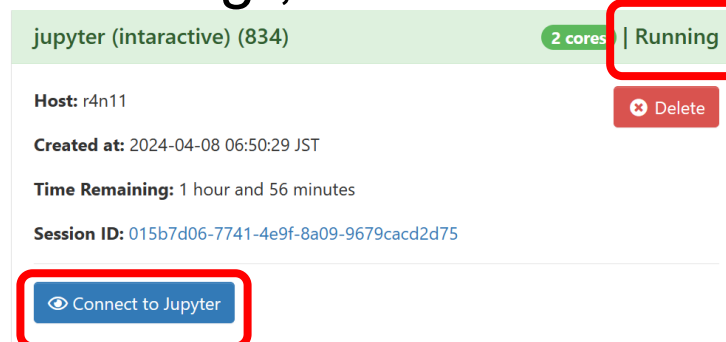 jupyter (intaractive) (834) 2 cores | Running
Host: r4n11
Delete
Created at: 2024-04-08 06:50:29 JST
Time Remaining: 1 hour and 56 minutes
Session ID: 015b7d06-7741-4e9f-8a09-9679cacd2d75
Connect to Jupyter